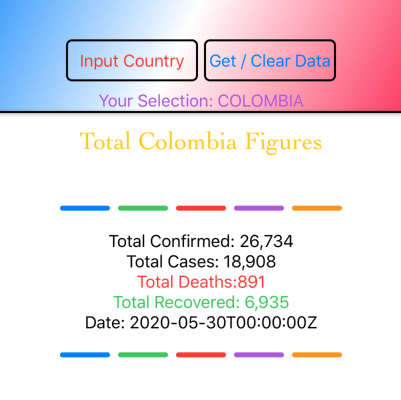 Input Country
Get / Clear Data
Your Selection: COLOMBIA
Total Colombia Figures
Total Confirmed: 26,734
Total Cases: 18,908
Total Deaths:891
Total Recovered: 6,935
Date: 2020-05-30T00:00:00Z